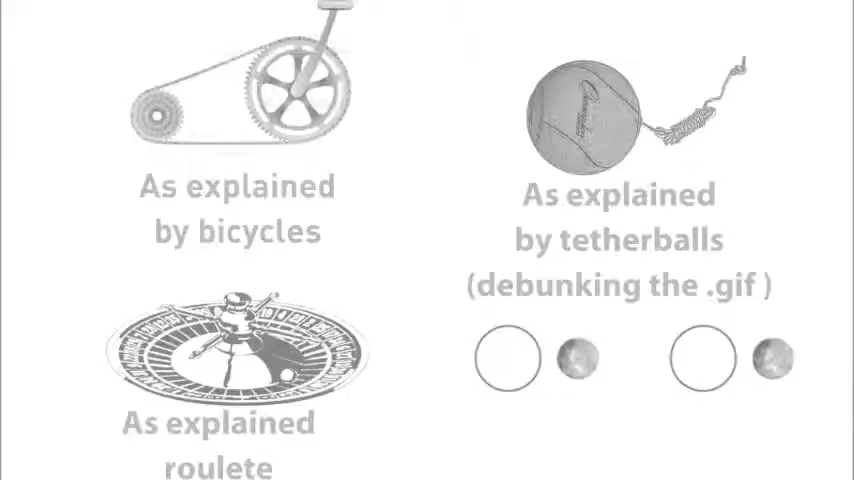 As explained
by bicycles
As explained
by tetherballs
(debunking the .gif )
As explained
roulete